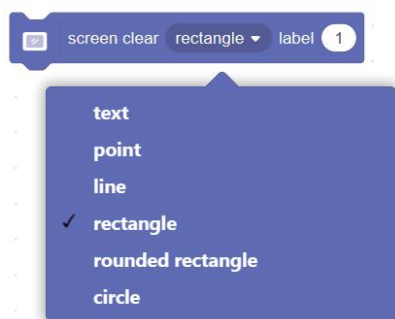 screen clear rectangle label 1
text
point
line
rectangle
rounded rectangle
circle